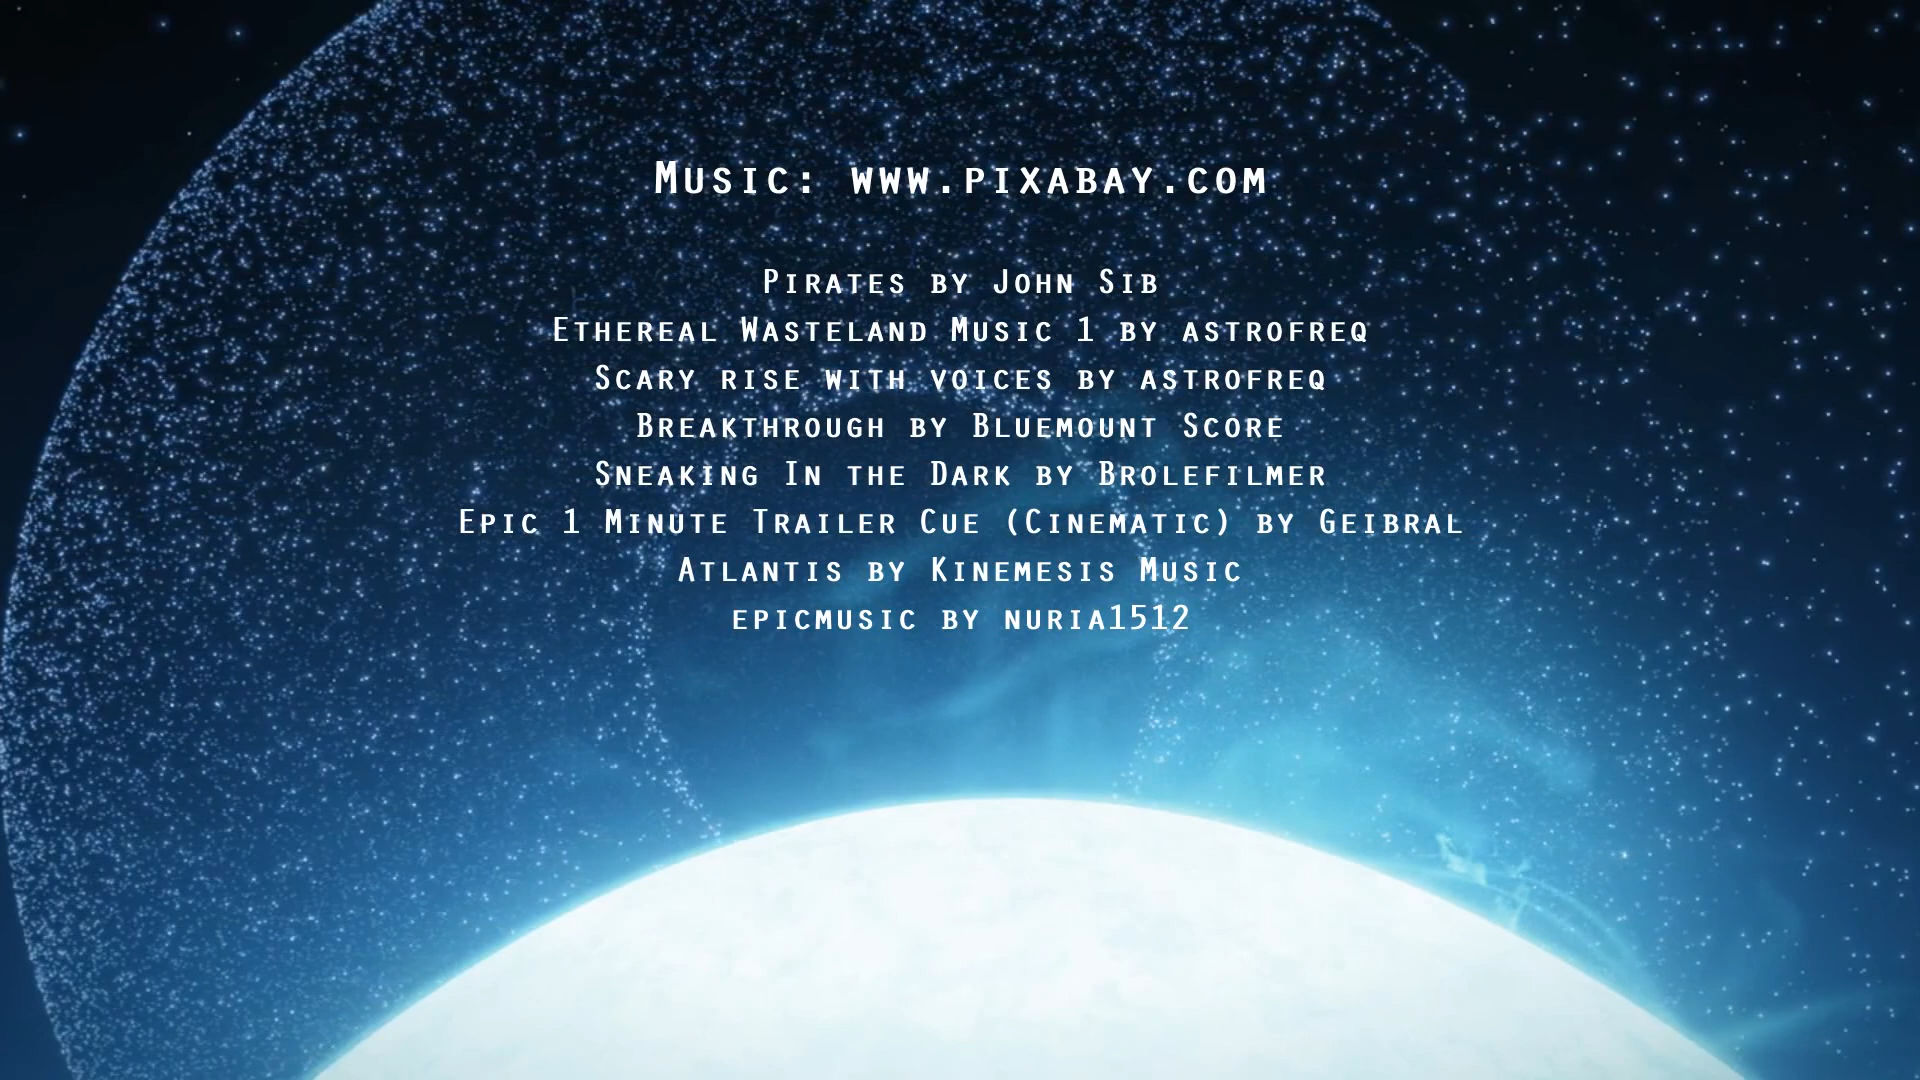 Music: www.pixabay.com
Pirates by John Sib
Ethereal Wasteland Music 1 by astrofreq
Scary rise with voices by astrofreq
Breakthrough by Bluemount Score
Sneaking In the Dark by Brolefilmer
Epic 1 Minute Trailer Cue (Cinematic) by Geibral
Atlantis by Kinemesis Music
epicmusic by nuria1512